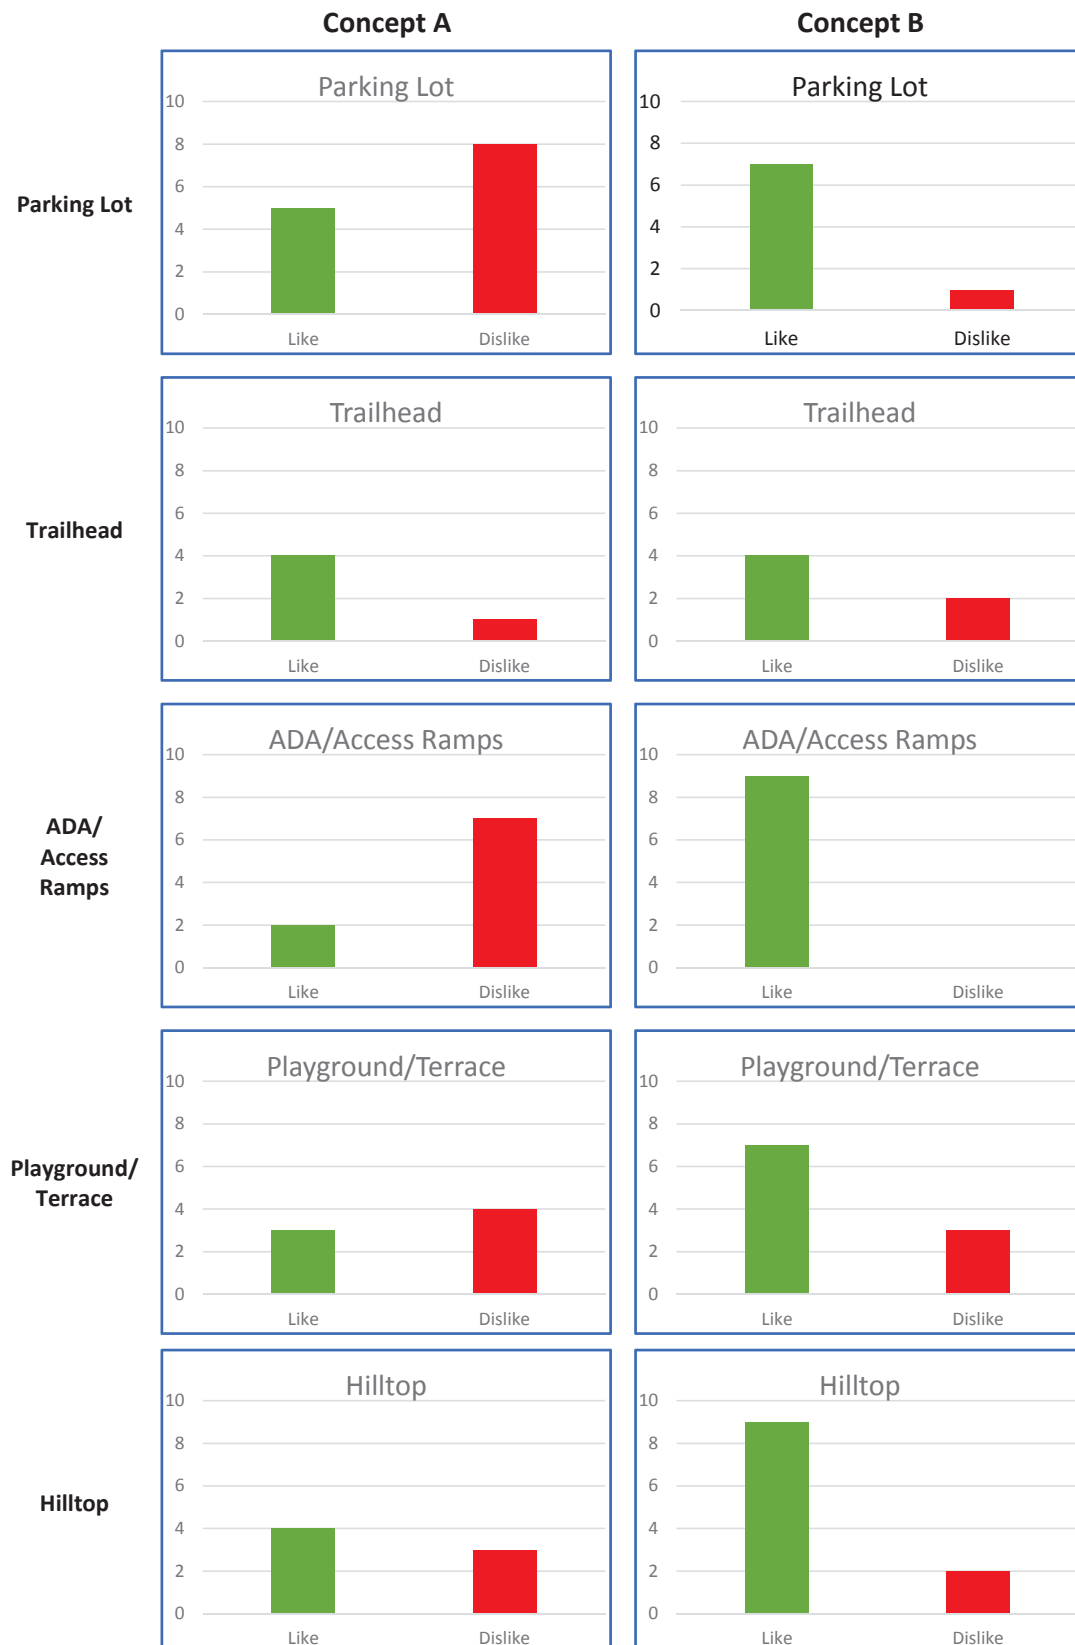 Concept A
Concept B
Parking Lot
Parking Lot
10
8
6
4
2
0
Like
Dislike
Parking Lot
10
8
6
4
2
0
Like
Dislike
Trailhead
Trailhead
10
8
6
4
2
0
Like
Dislike
Trailhead
10
8
6
4
2
0
Like
Dislike
ADA/
Access
Ramps
ADA/Access Ramps
10
8
6
4
2
0
Like
Dislike
ADA/Access Ramps
10
8
6
4
2
0
Like
Dislike
Playground/
Terrace
Playground/Terrace
10
8
6
4
2
0
Like
Dislike
Playground/Terrace
10
8
6
4
2
0
Like
Dislike
Hilltop
Hilltop
10
8
6
4
2
0
Like
Dislike
Hilltop
10
8
6
4
2
0
Like
Dislike